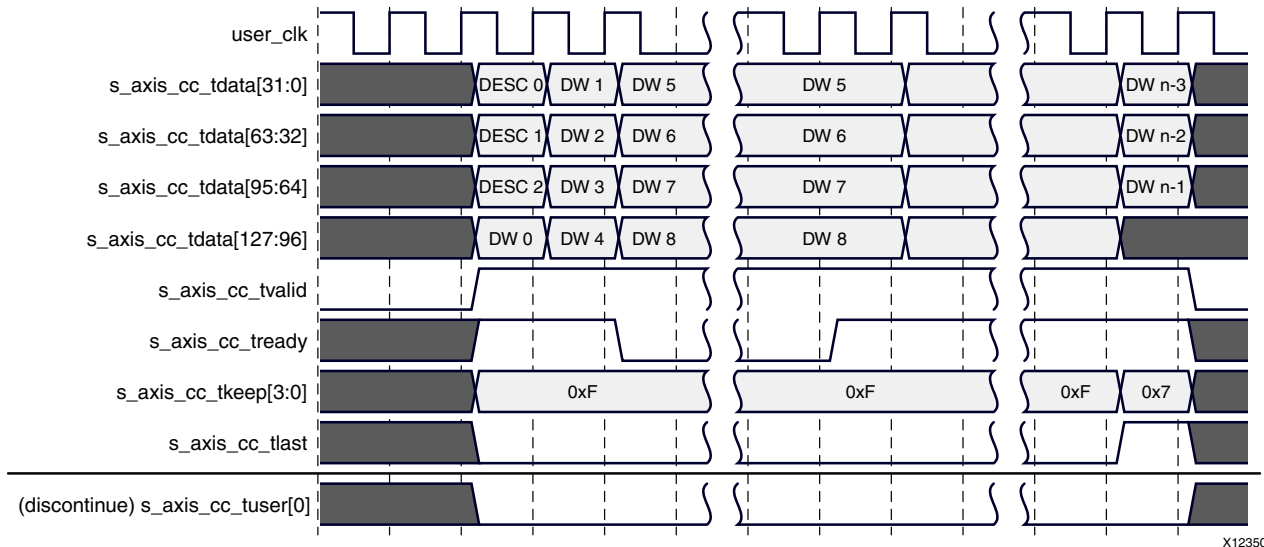 user_clk
s_axis_cc_tdata[31:0] DESC 0 DW 1 DW 5 DW 5 DW n-3
s_axis_cc_tdata[63:32] DESC 1 DW 2 DW 6 DW 6 DW n-2
s_axis_cc_tdata[95:64] DESC 2 DW 3 DW 7 DW 7 DW n-1
s_axis_cc_tdata[127:96] DW 0 DW 4 DW 8 DW 8
s_axis_cc_tvalid
s_axis_cc_tready
s_axis_cc_tkeep[3:0] 0xF 0xF 0xF 0x7
s_axis_cc_tlast
(discontinue) s_axis_cc_tuser[0]
X12350